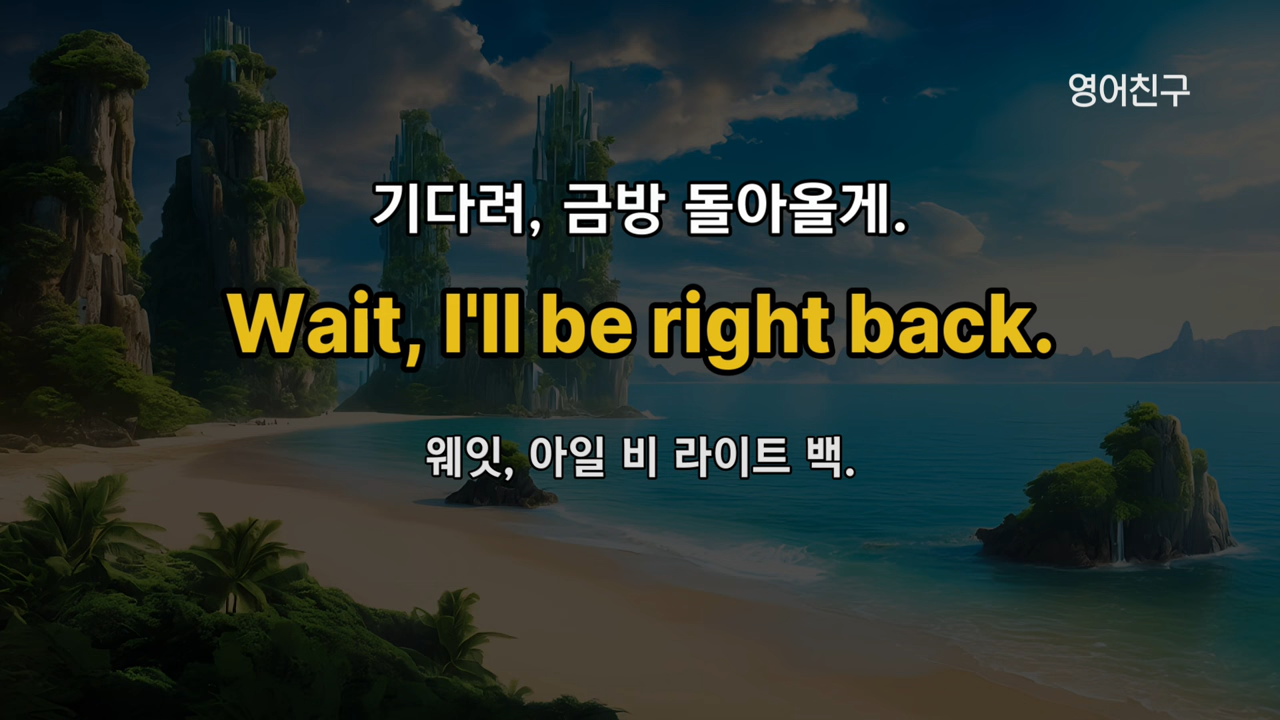 영어친구
기다려, 금방 돌아올게.
Wait, I'll be right back.
웨잇, 아일 비 라이트 백.